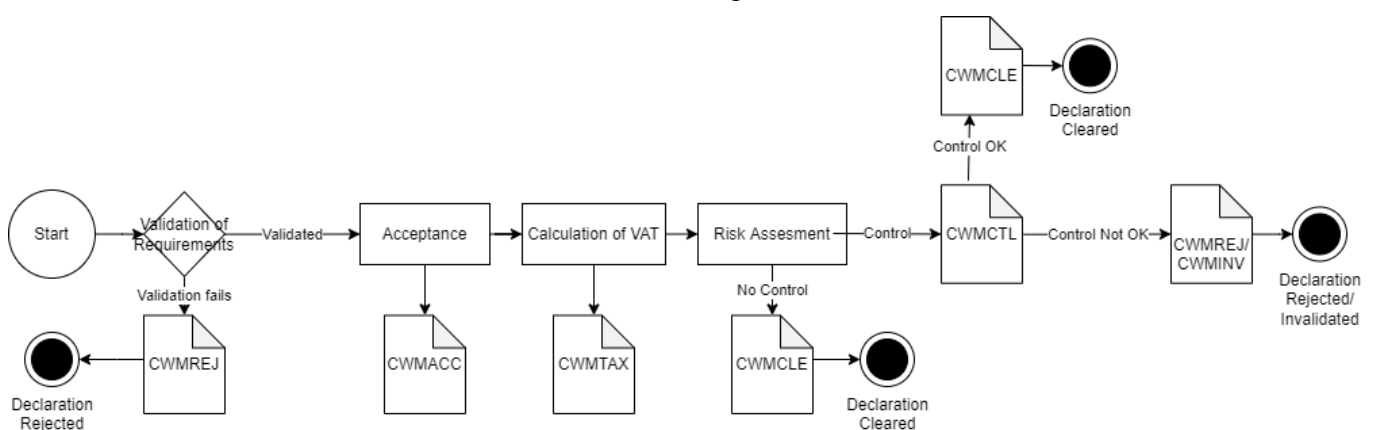 CWMCLE
Declaration
Cleared
Control OK
Start
Validation of
Requirements
Validated
Acceptance
Calculation of VAT
Risk Assesment
Control
CWMCTL
Control Not OK
CWMREJ/
CWMINV
Declaration
Rejected/
Invalidated
Validation fails
No Control
CWMREJ
CWMACC
CWMTAX
CWMCLE
Declaration
Rejected
Declaration
Cleared